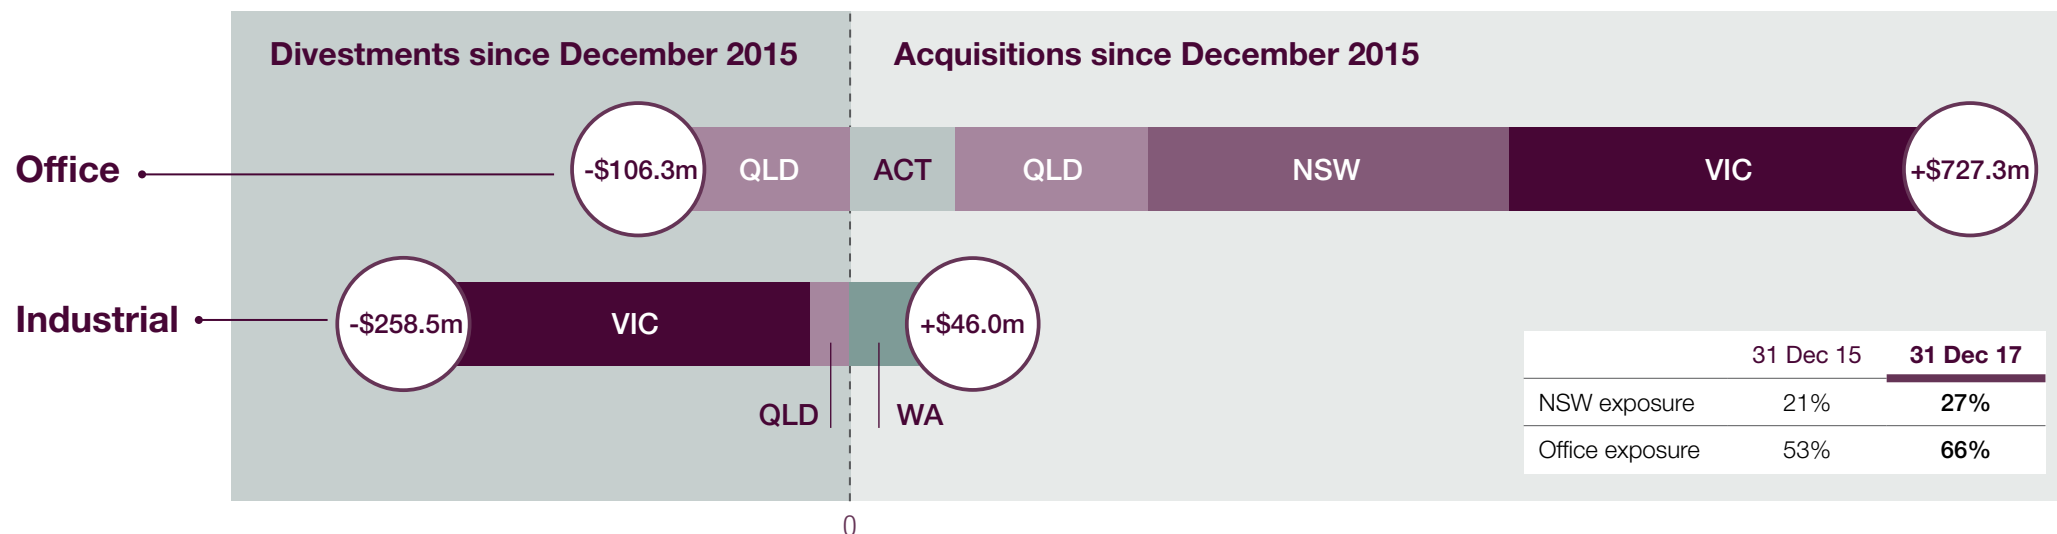 Divestments since December 2015
Acquisitions since December 2015
Office
-$106.3m
QLD
ACT
QLD
NSW
VIC
+$727.3m
Industrial
-$258.5m
VIC
+$46.0m
QLD
WA
31 Dec 15 31 Dec 17
NSW exposure 21% 27%
Office exposure 53% 66%
0